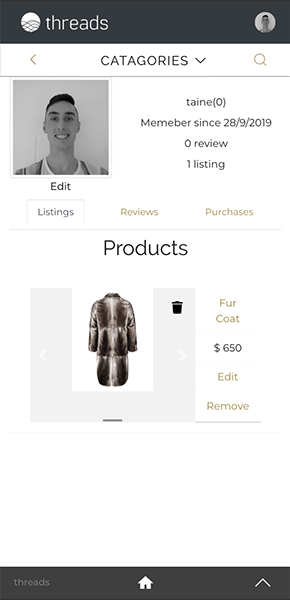 threads
CATAGORIES
taine(0)
Memeber since 28/9/2019
0 review
1 listing
Edit
Listings
Reviews
Purchases
Products
Fur
Coat
$ 650
Edit
Remove
threads